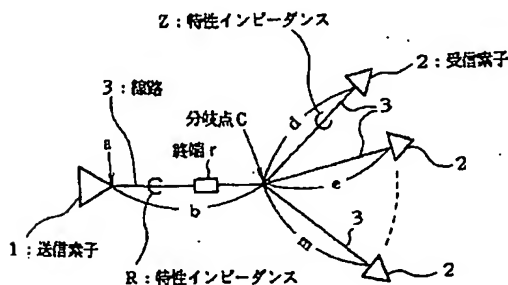 Z：特性インピーダンス
2：受信素子
3：線路
3
分岐点C
d
終端r
3
a
2
e
b
3
m
2
1：送信素子
R：特性インピーダンス